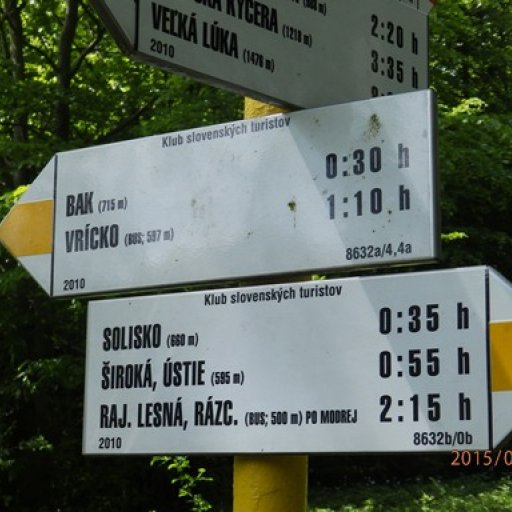 KYČERA (1218 m) 2:20
VEĽKÁ LÚKA (1476 m) 3:35
2010
Klub slovenských turistov
BAK (715 m) 0:30 h
VRÍCKO (BUS; 587 m) 1:10 h
2010 8632a/4,4a
Klub slovenských turistov
SOLISKO (660 m) 0:35 h
ŠIROKÁ, ÚSTIE (595 m) 0:55 h
RAJ. LESNÁ, RÁZC. (BUS; 500 m) PO MODREJ 2:15 h
2010 8632b/0b
2015/0